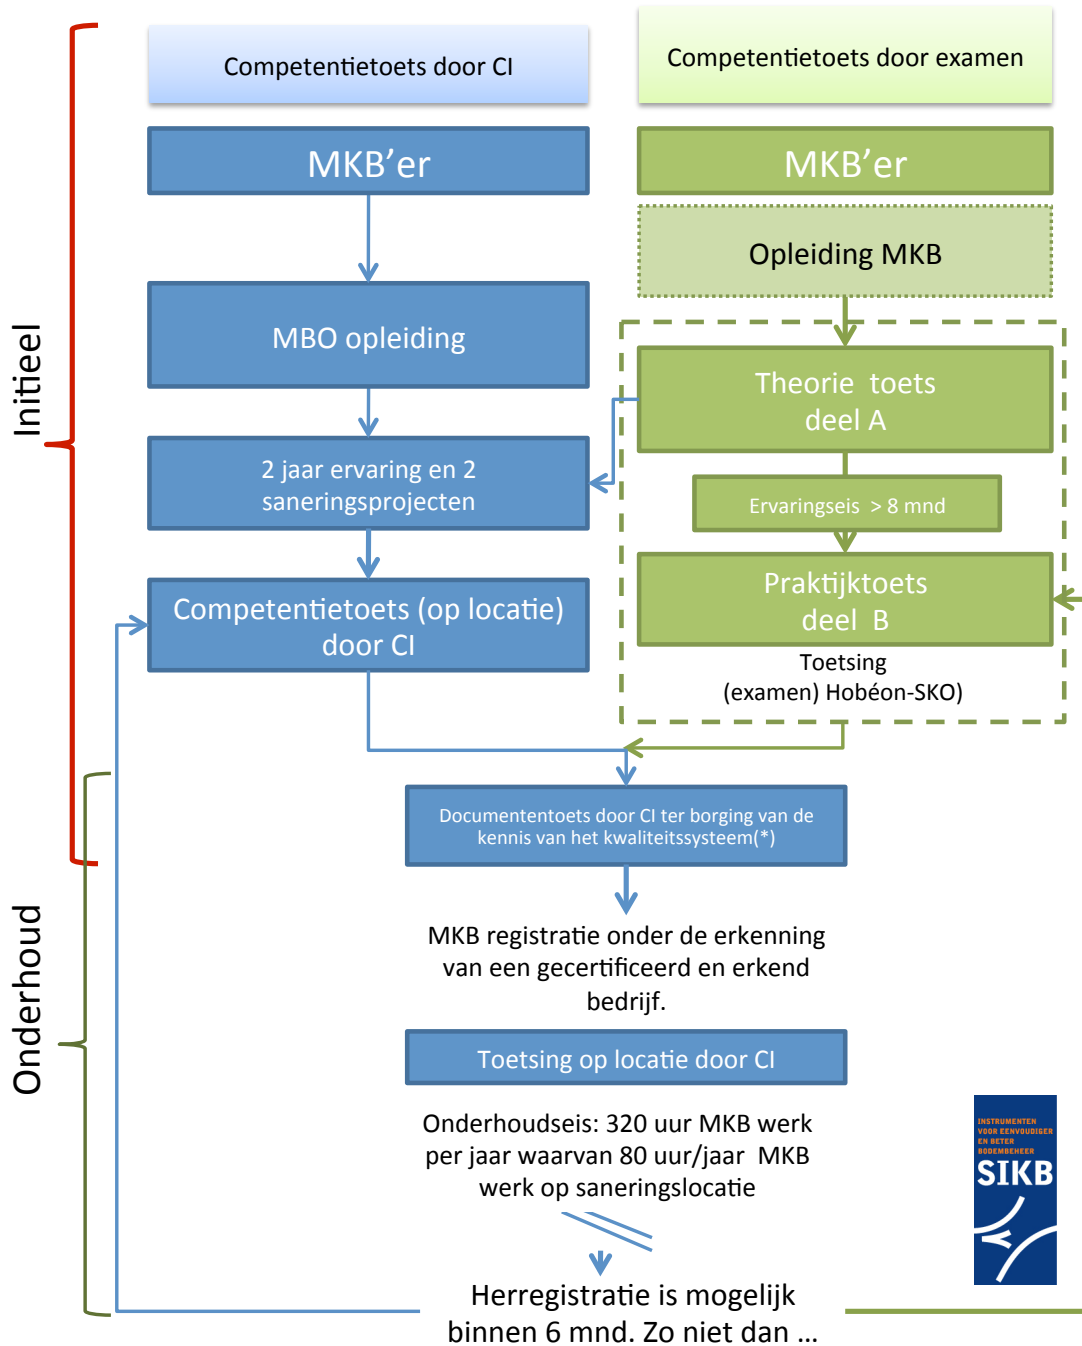 Competentietoets door CI
Competentietoets door examen
MKB’er
MKB’er
Opleiding MKB
Initieel
MBO opleiding
Theorie toets
deel A
2 jaar ervaring en 2
saneringsprojecten
Ervaringseis > 8 mnd
Competentietoets (op locatie)
door CI
Praktijktoets
deel B
Toetsing
(examen) Hobéon-SKO)
Documententoets door CI ter borging van de
kennis van het kwaliteitssysteem(*)
Onderhoud
MKB registratie onder de erkenning
van een gecertificeerd en erkend
bedrijf.
Toetsing op locatie door CI
Onderhoudseis: 320 uur MKB werk
per jaar waarvan 80 uur/jaar MKB
werk op saneringslocatie
INSTRUMENTEN
VOOR EENVOUDIGER
EN BETER
BODEMBEHEER
SIKB
Herregistratie is mogelijk
binnen 6 mnd. Zo niet dan ...